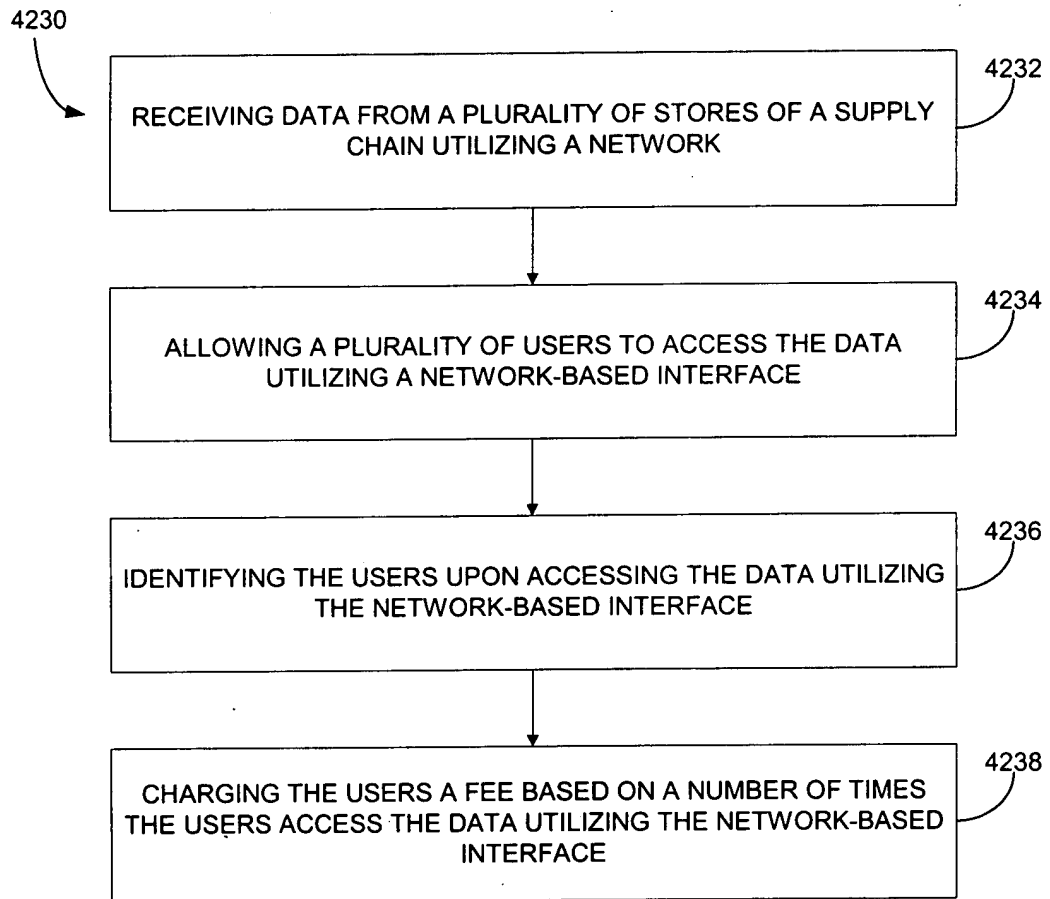 4230
4232
RECEIVING DATA FROM A PLURALITY OF STORES OF A SUPPLY
CHAIN UTILIZING A NETWORK
4234
ALLOWING A PLURALITY OF USERS TO ACCESS THE DATA
UTILIZING A NETWORK-BASED INTERFACE
4236
IDENTIFYING THE USERS UPON ACCESSING THE DATA UTILIZING
THE NETWORK-BASED INTERFACE
4238
CHARGING THE USERS A FEE BASED ON A NUMBER OF TIMES
THE USERS ACCESS THE DATA UTILIZING THE NETWORK-BASED
INTERFACE